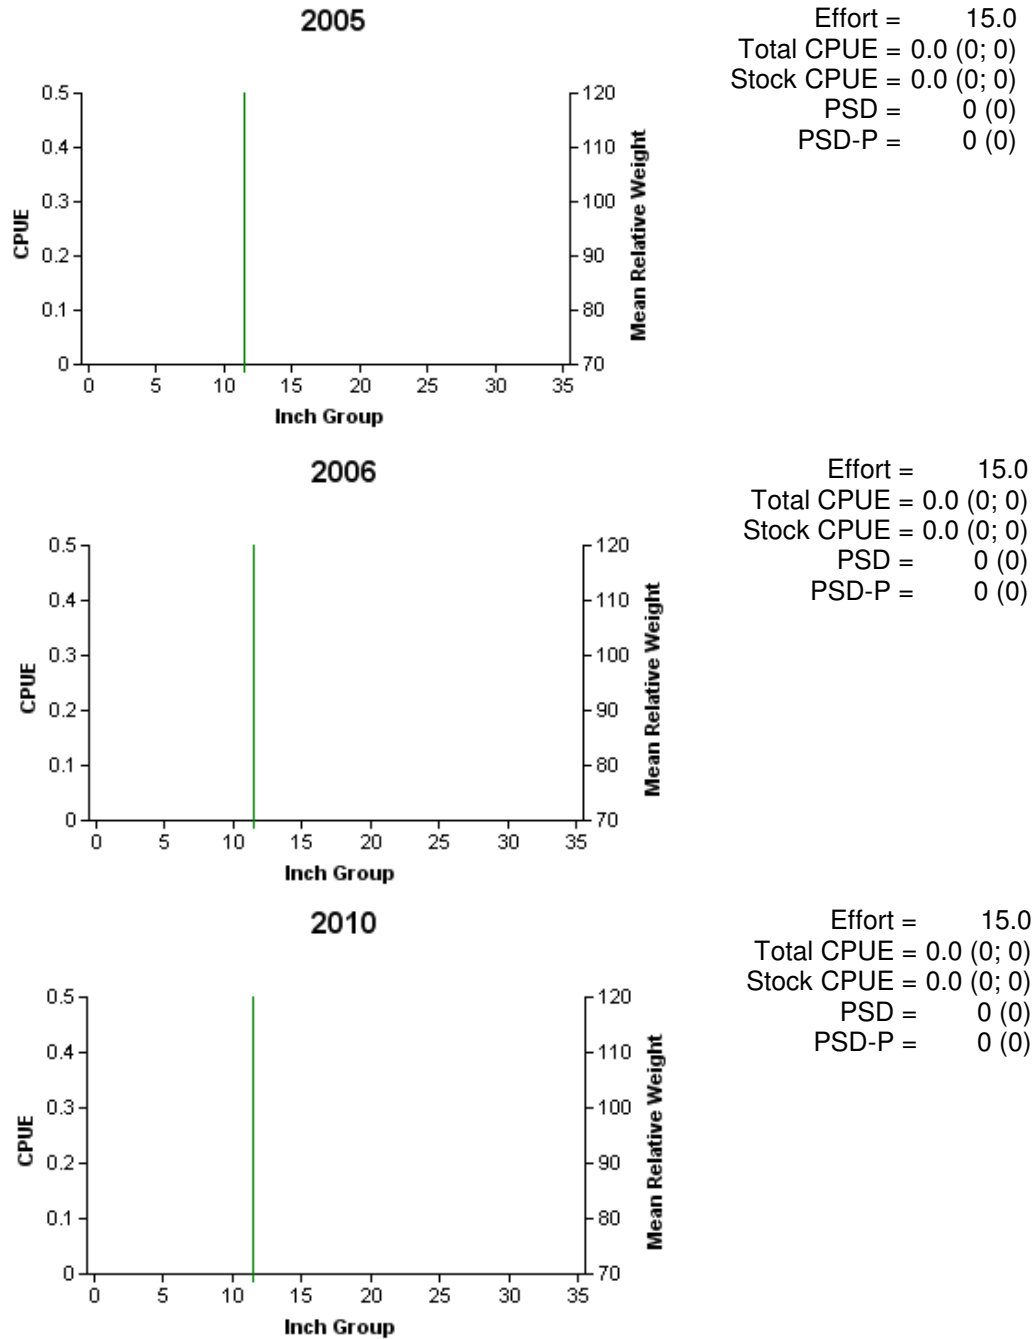 2005
Effort = 15.0
Total CPUE = 0.0 (0; 0)
Stock CPUE = 0.0 (0; 0)
PSD = 0 (0)
PSD-P = 0 (0)
0.5
0.4
0.3
0.2
0.1
0
CPUE
120
110
100
90
80
70
Mean Relative Weight
0 5 10 15 20 25 30 35
Inch Group
2006
Effort = 15.0
Total CPUE = 0.0 (0; 0)
Stock CPUE = 0.0 (0; 0)
PSD = 0 (0)
PSD-P = 0 (0)
0.5
0.4
0.3
0.2
0.1
0
CPUE
120
110
100
90
80
70
Mean Relative Weight
0 5 10 15 20 25 30 35
Inch Group
2010
Effort = 15.0
Total CPUE = 0.0 (0; 0)
Stock CPUE = 0.0 (0; 0)
PSD = 0 (0)
PSD-P = 0 (0)
0.5
0.4
0.3
0.2
0.1
0
CPUE
120
110
100
90
80
70
Mean Relative Weight
0 5 10 15 20 25 30 35
Inch Group